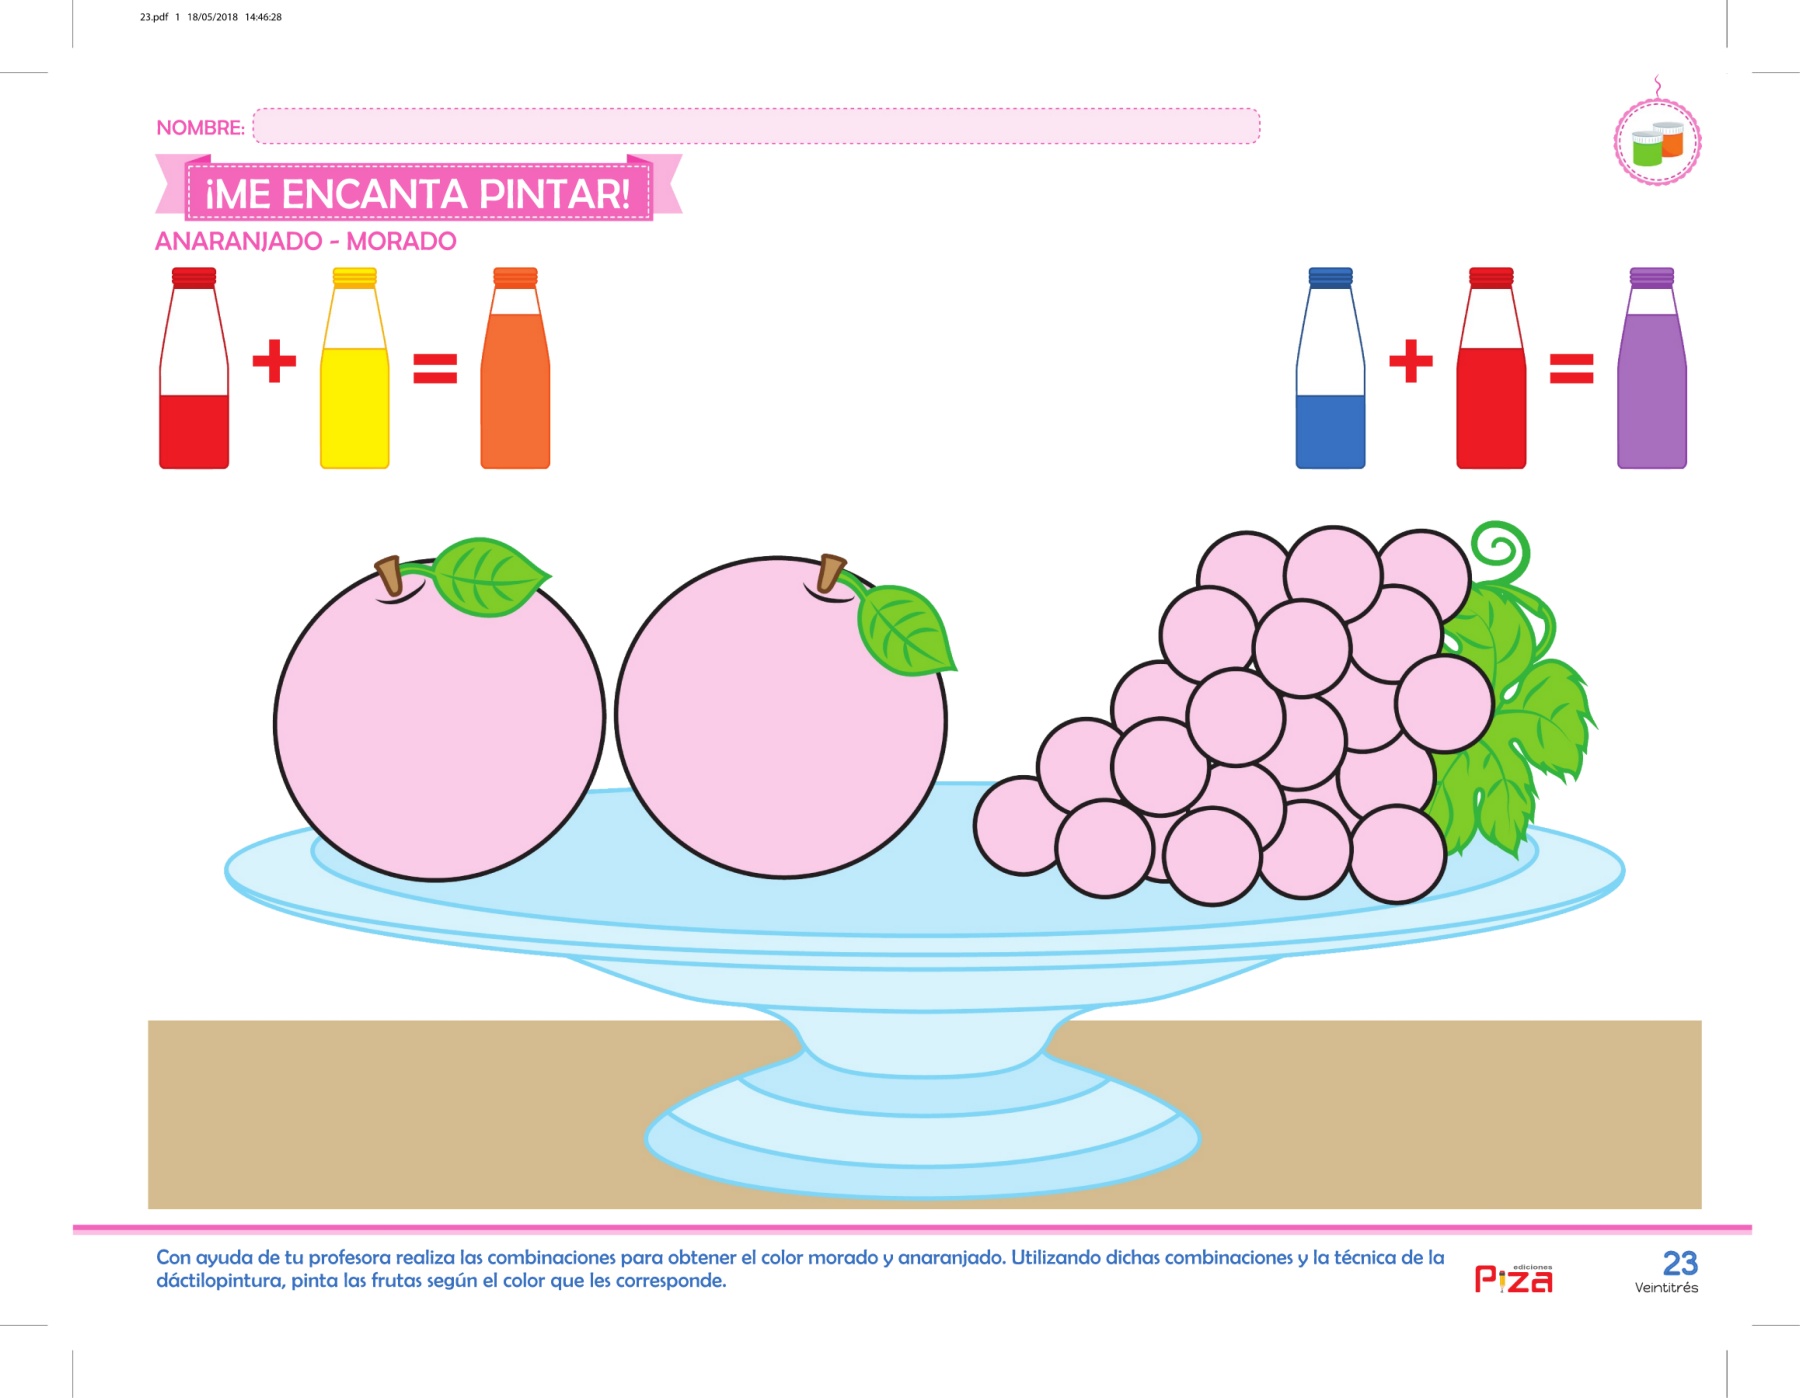 23.pdf 1 18/05/2018 14:46:28
NOMBRE:
¡ME ENCANTA PINTAR!
ANARANJADO - MORADO
+ =
+ =
Con ayuda de tu profesora realiza las combinaciones para obtener el color morado y anaranjado. Utilizando dichas combinaciones y la técnica de la
dáctilopintura, pinta las frutas según el color que les corresponde.
ediciones
Piza
23
Veintitrés